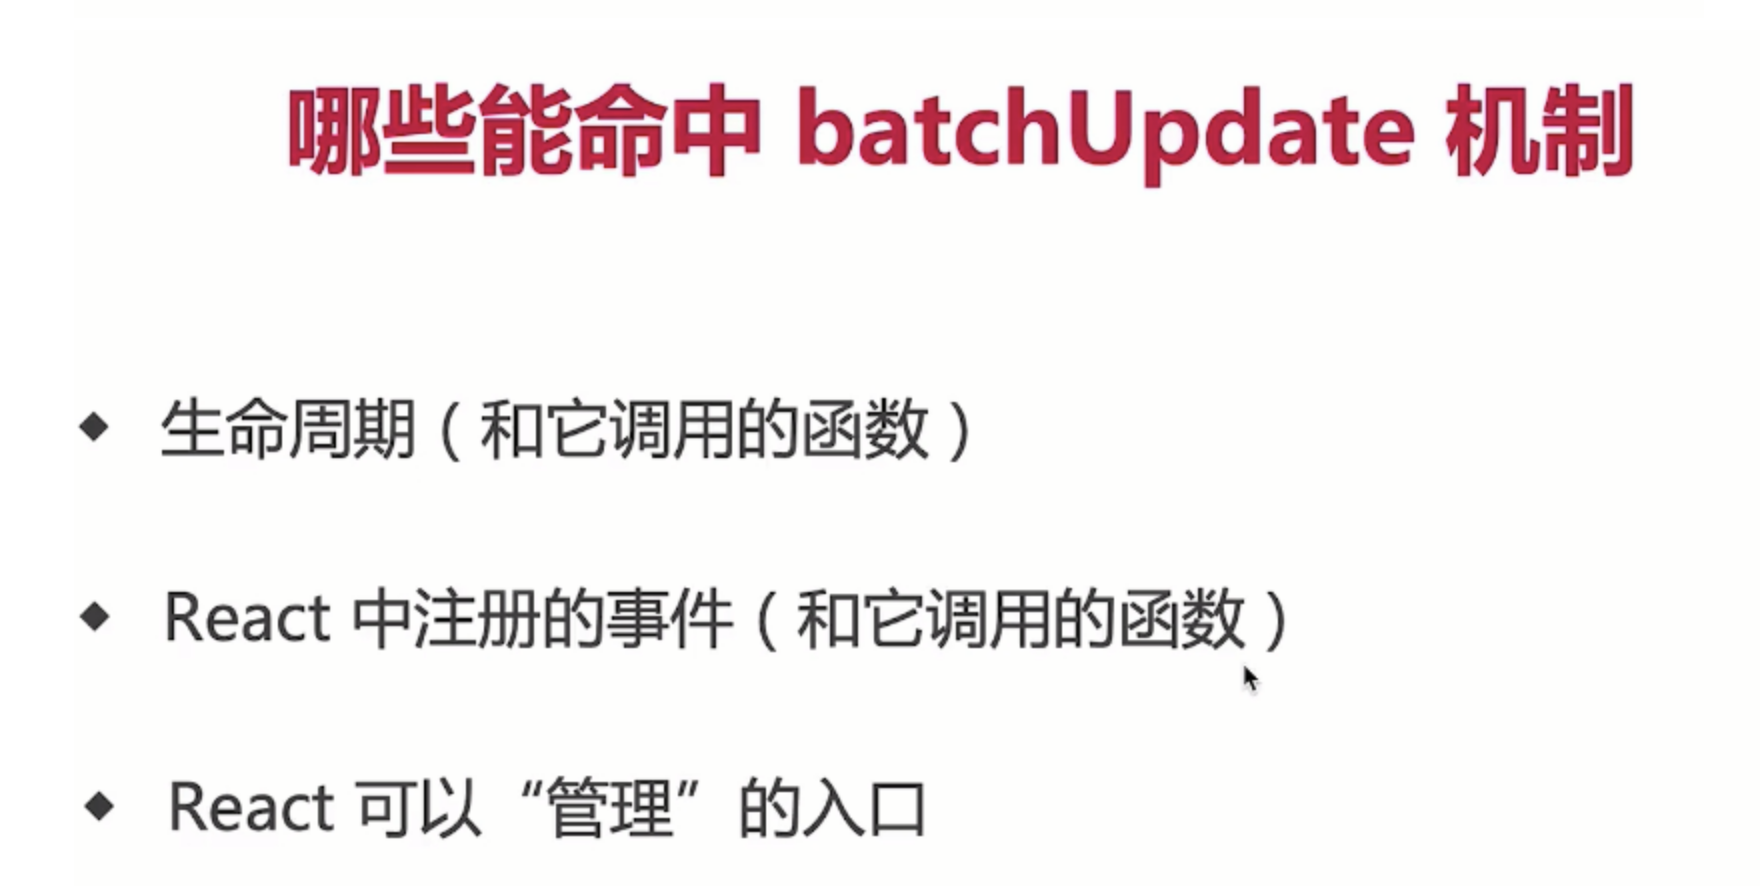 哪些能命中 batchUpdate 机制
◆ 生命周期（和它调用的函数）
◆ React 中注册的事件（和它调用的函数）
◆ React 可以“管理”的入口